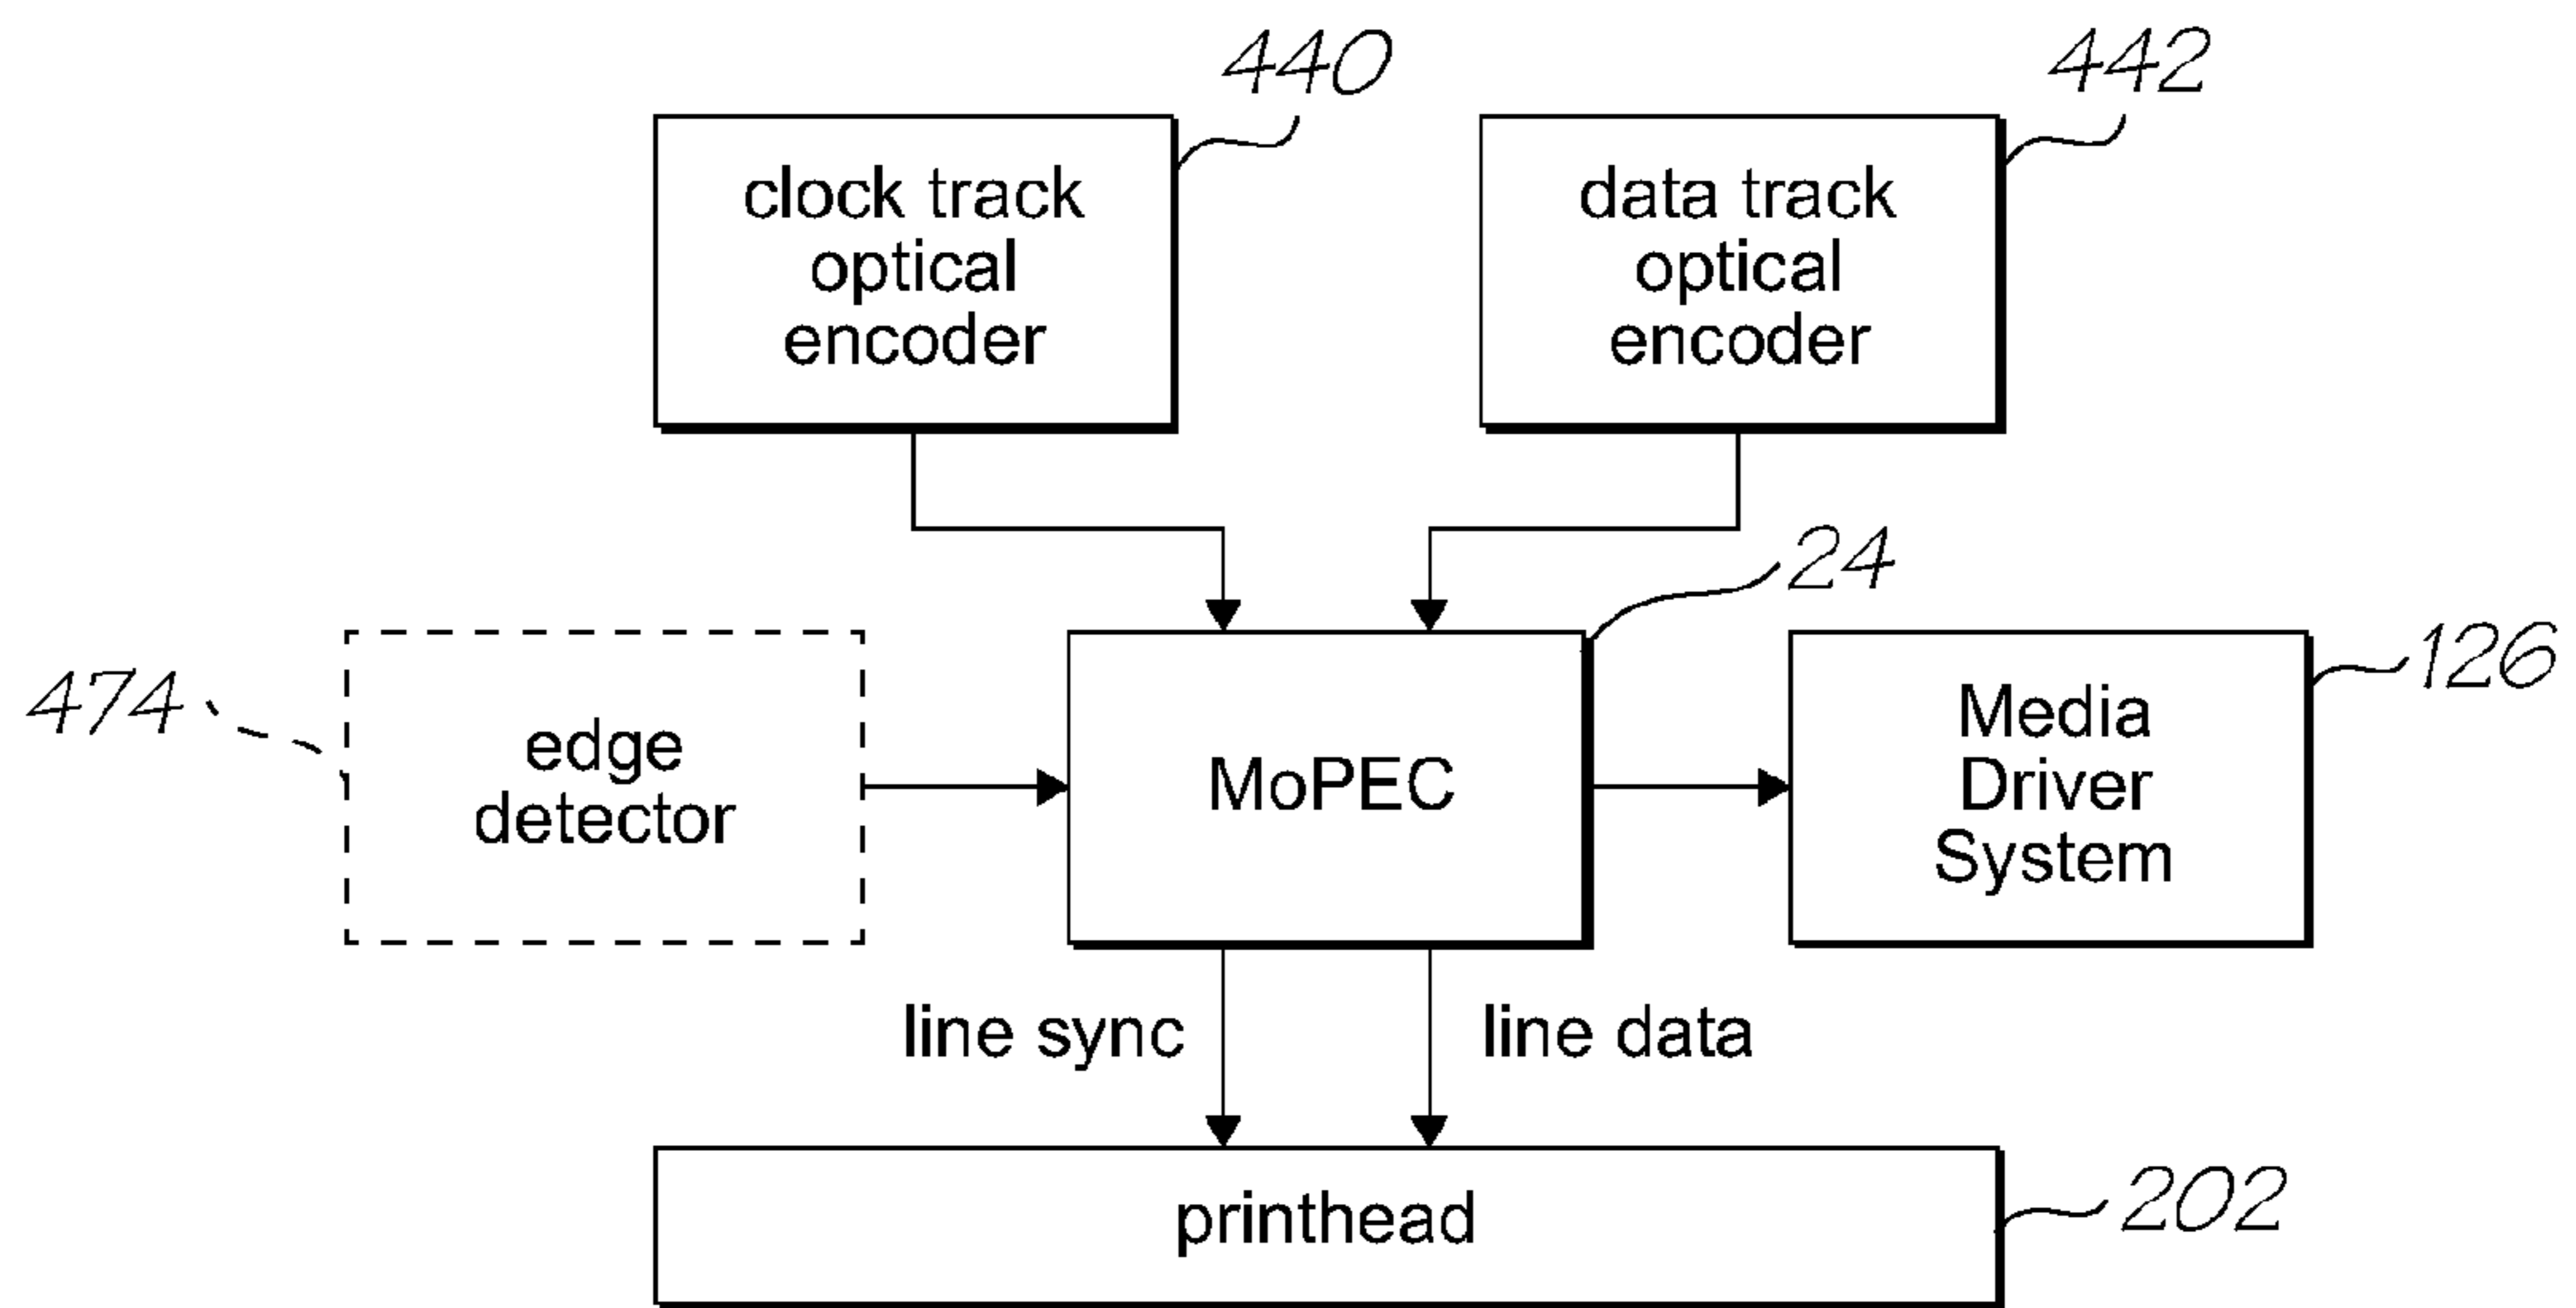 440
442
clock track
optical
encoder
data track
optical
encoder
24
474
edge
detector
MoPEC
126
Media
Driver
System
line sync
line data
printhead
202